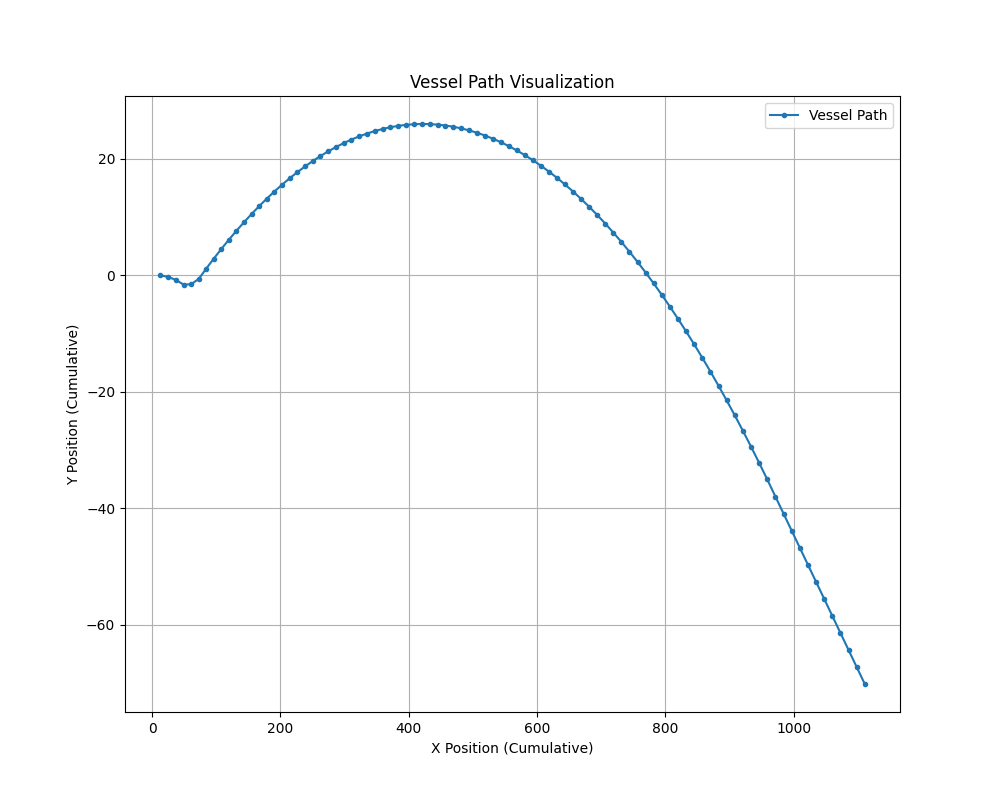 Vessel Path Visualization
Vessel Path
Y Position (Cumulative)
20
0
−20
−40
−60
0 200 400 600 800 1000
X Position (Cumulative)